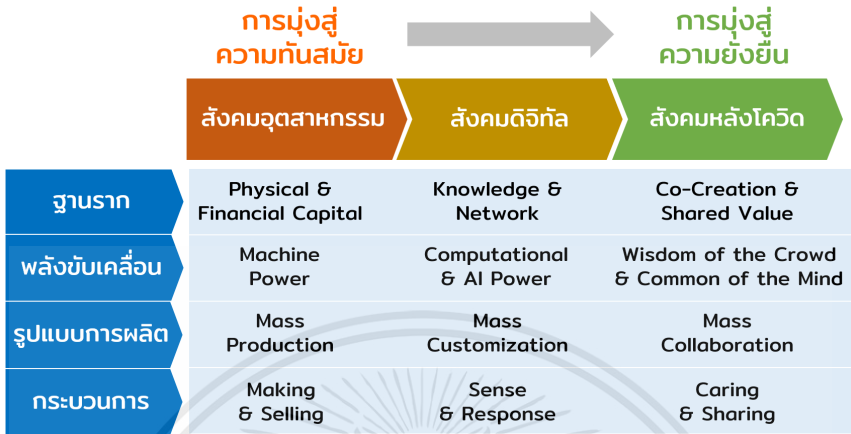 การมุ่งสู่
ความทันสมัย
การมุ่งสู่
ความยั่งยืน
สังคมอุตสาหกรรม
สังคมดิจิทัล
สังคมหลังโควิด
ฐานราก
Physical &
Financial Capital
Knowledge &
Network
Co-Creation &
Shared Value
พลังขับเคลื่อน
Machine
Power
Computational
& AI Power
Wisdom of the Crowd
& Common of the Mind
รูปแบบการผลิต
Mass
Production
Mass
Customization
Mass
Collaboration
กระบวนการ
Making
& Selling
Sense
& Response
Caring
& Sharing